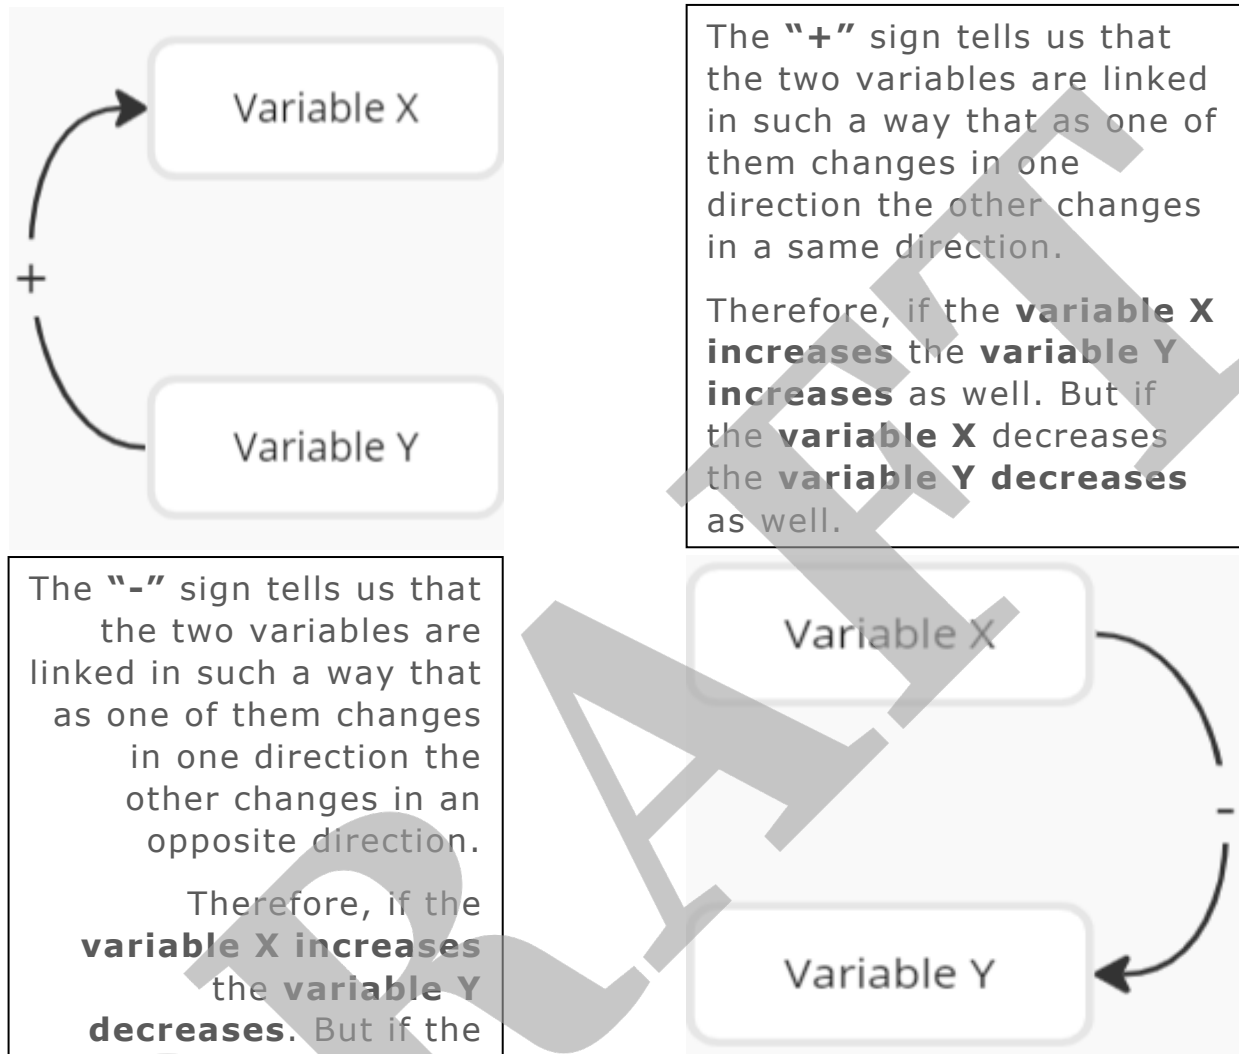 Variable X
+
Variable Y
The “+” sign tells us that
the two variables are linked
in such a way that as one of
them changes in one
direction the other changes
in a same direction.
Therefore, if the variable X
increases the variable Y
increases as well. But if
the variable X decreases
the variable Y decreases
as well.
The “-” sign tells us that
the two variables are
linked in such a way that
as one of them changes
in one direction the
other changes in an
opposite direction.
Therefore, if the
variable X increases
the variable Y
decreases. But if the
Variable X
-
Variable Y
RAFT